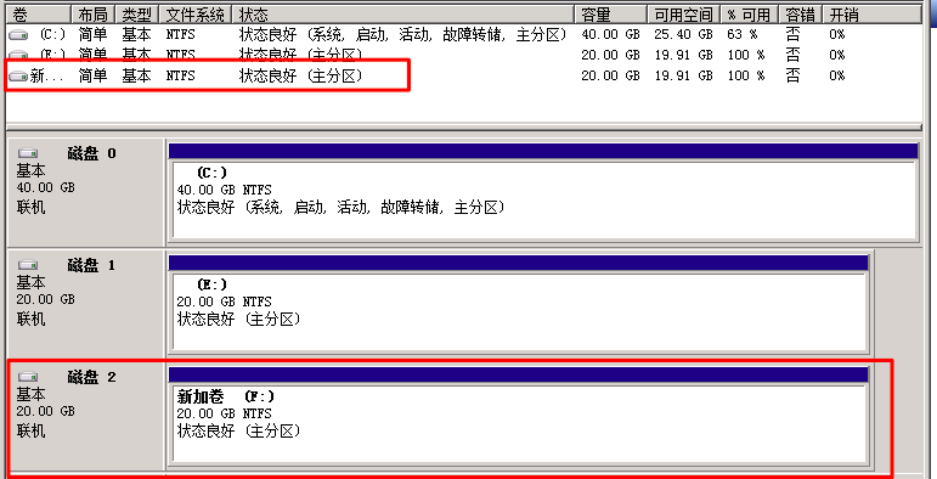 卷 布局 类型 文件系统 状态 容量 可用空间 % 可用 容错 开销
(C:) 简单 基本 NTFS 状态良好 (系统, 启动, 活动, 故障转储, 主分区) 40.00 GB 25.40 GB 63 % 否 0%
(E:) 简单 基本 NTFS 状态良好 (主分区) 20.00 GB 19.91 GB 100 % 否 0%
新... 简单 基本 NTFS 状态良好 (主分区) 20.00 GB 19.91 GB 100 % 否 0%
磁盘 0
基本
40.00 GB
联机
(C:)
40.00 GB NTFS
状态良好 (系统, 启动, 活动, 故障转储, 主分区)
磁盘 1
基本
20.00 GB
联机
(E:)
20.00 GB NTFS
状态良好 (主分区)
磁盘 2
基本
20.00 GB
联机
新加卷 (F:)
20.00 GB NTFS
状态良好 (主分区)